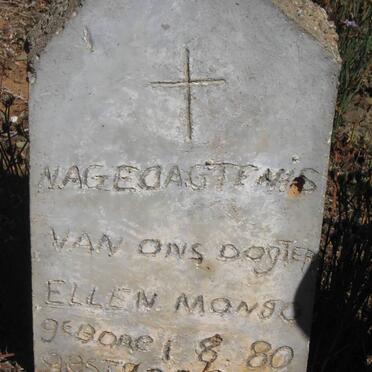 NAGEDAGTENIS
VAN ONS DOGTER
ELLEN MONGO
GEBORE 1 8 80